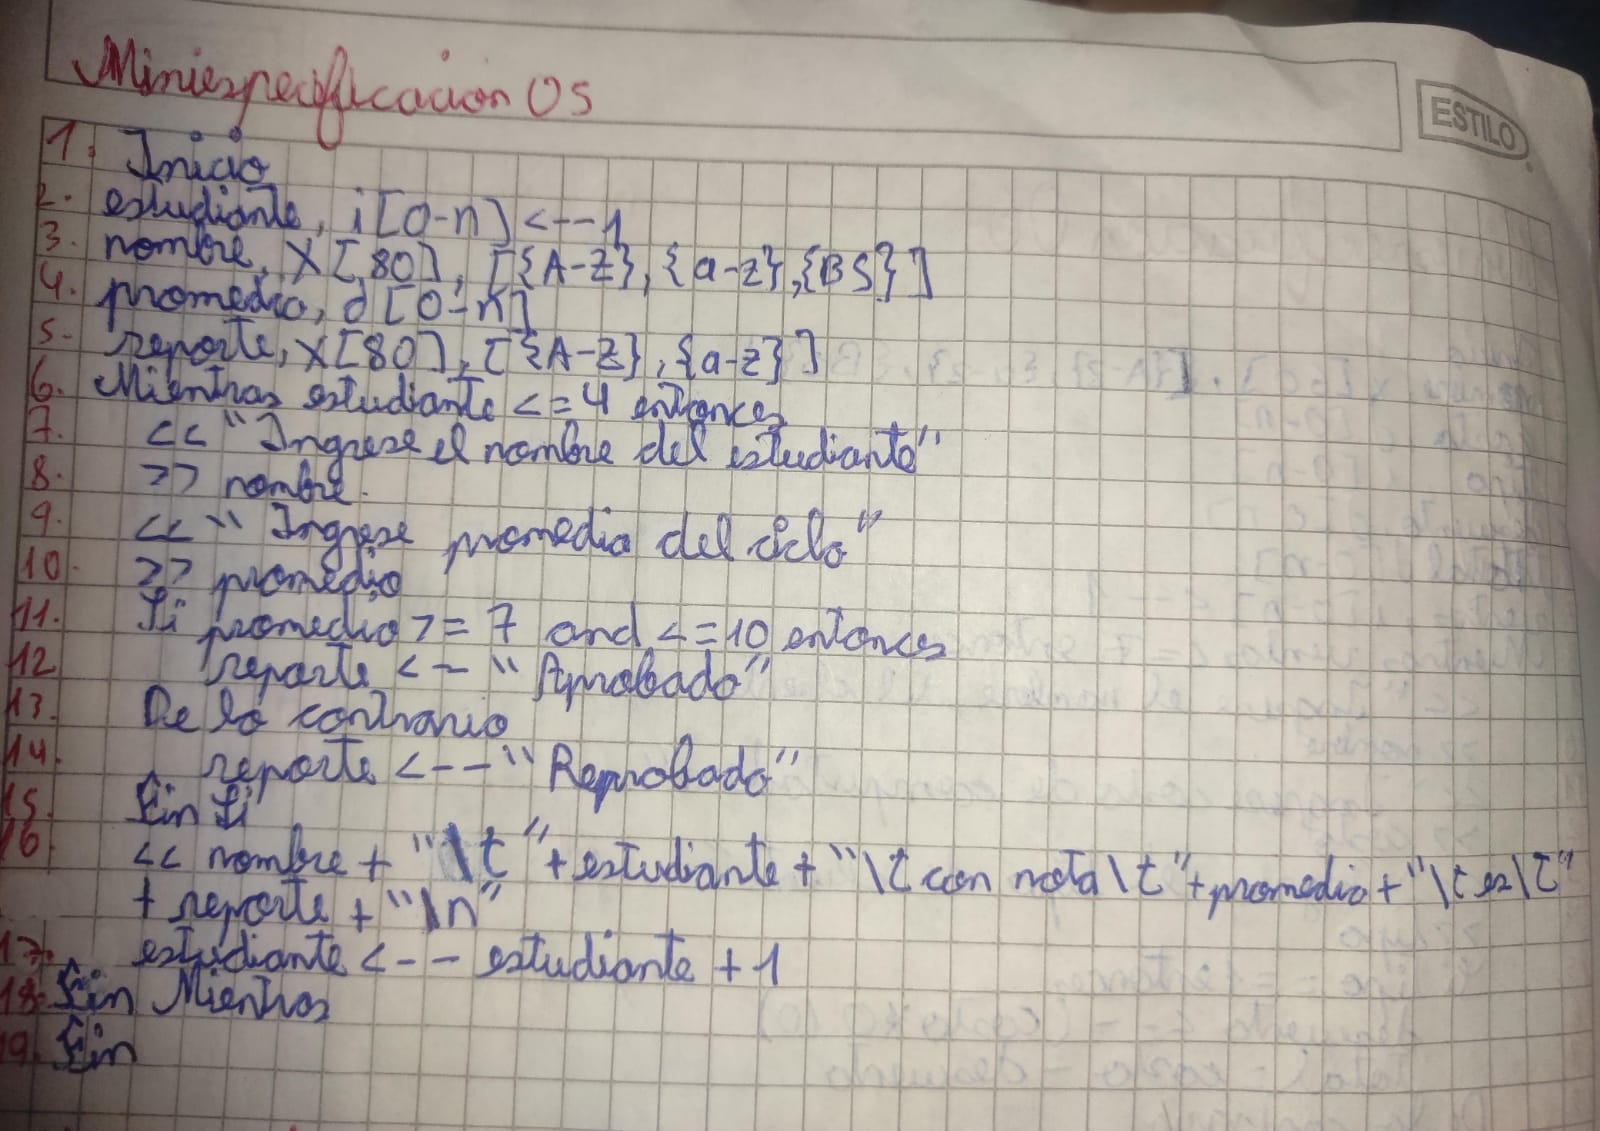 Miniespecificacion 05
ESTILO
1. Inicio
2. estudiante, i[0-n] <--1
3. nombre, X[80], [{A-Z},{a-z},{BS}]
4. promedio, d[0-n]
5. reporte, X[80], [{A-Z},{a-z}]
6. Mientras estudiante <=4 entonces
7. << "Ingrese el nombre del estudiante"
8. >> nombre.
9. << "Ingrese promedio del ciclo"
10. >> promedio
11. Si promedio >= 7 and <=10 entonces
12 reporte <- "Aprobado"
13. De lo contrario
14. reporte <-- "Reprobado"
15. Fin Si
16. << nombre + "\t" + estudiante + "\t con nota \t" + promedio + "\t es \t"
+ reporte + "\n"
17. estudiante <-- estudiante + 1
18. Fin Mientras
19. Fin